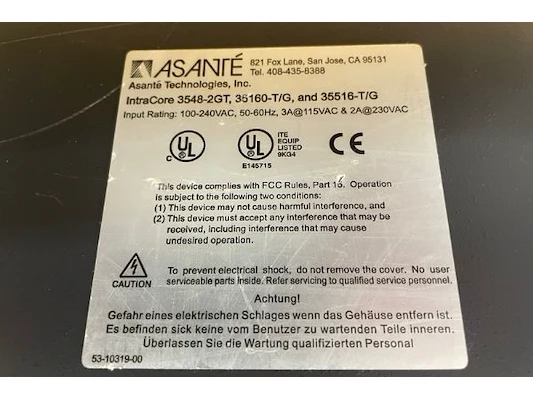 ASANTÉ 821 Fox Lane, San Jose, CA 95131
Asanté Technologies, Inc. Tel. 408-435-8388
IntraCore 3548-2GT, 35160-T/G, and 35516-T/G
Input Rating: 100-240VAC, 50-60Hz, 3A@115VAC & 2A@230VAC
C UL
UL
E145715
ITE
EQUIP
LISTED
9KG4
CE
This device complies with FCC Rules, Part 15. Operation
is subject to the following two conditions:
(1) This device may not cause harmful interference, and
(2) This device must accept any interference that may be
received, including interference that may cause
undesired operation.
CAUTION
To prevent electrical shock, do not remove the cover. No user
serviceable parts inside. Refer servicing to qualified service personnel.
Achtung!
Gefahr eines elektrischen Schlages wenn das Gehäuse entfern ist.
Es befinden sich keine vom Benutzer zu wartenden Teile inneren.
Überlassen Sie das Wartung qualifizierten Personal
53-10319-00